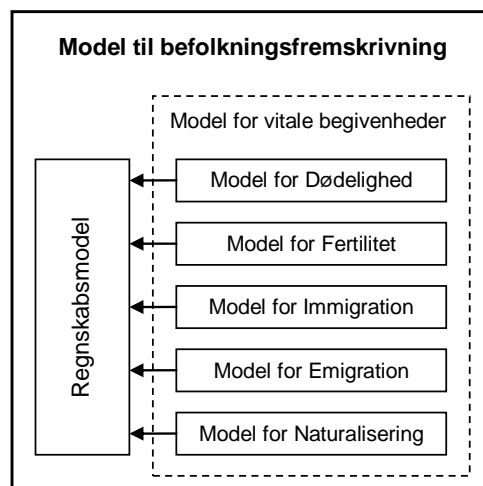 Model til befolkningsfremskrivning
Model for vitale begivenheder
Regnskabsmodel
Model for Dødelighed
Model for Fertilitet
Model for Immigration
Model for Emigration
Model for Naturalisering